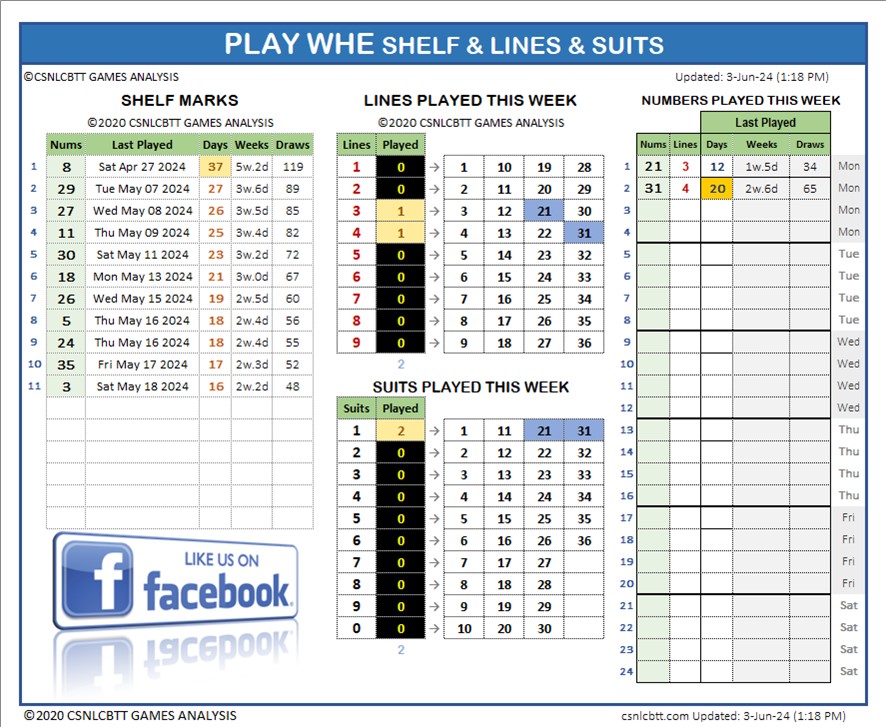 PLAY WHE SHELF & LINES & SUITS
©CSNLCBTT GAMES ANALYSIS
Updated: 3-Jun-24 (1:18 PM)
SHELF MARKS
©2020 CSNLCBTT GAMES ANALYSIS
Nums Last Played Days Weeks Draws
1 8 Sat Apr 27 2024 37 5w.2d 119
2 29 Tue May 07 2024 27 3w.6d 89
3 27 Wed May 08 2024 26 3w.5d 85
4 11 Thu May 09 2024 25 3w.4d 82
5 30 Sat May 11 2024 23 3w.2d 72
6 18 Mon May 13 2024 21 3w.0d 67
7 26 Wed May 15 2024 19 2w.5d 60
8 5 Thu May 16 2024 18 2w.4d 56
9 24 Thu May 16 2024 18 2w.4d 55
10 35 Fri May 17 2024 17 2w.3d 52
11 3 Sat May 18 2024 16 2w.2d 48
LIKE US ON
facebook.
LINES PLAYED THIS WEEK
©2020 CSNLCBTT GAMES ANALYSIS
Lines Played
1 0 → 1 10 19 28
2 0 → 2 11 20 29
3 1 → 3 12 21 30
4 1 → 4 13 22 31
5 0 → 5 14 23 32
6 0 → 6 15 24 33
7 0 → 7 16 25 34
8 0 → 8 17 26 35
9 0 → 9 18 27 36
2
SUITS PLAYED THIS WEEK
Suits Played
1 2 → 1 11 21 31
2 0 → 2 12 22 32
3 0 → 3 13 23 33
4 0 → 4 14 24 34
5 0 → 5 15 25 35
6 0 → 6 16 26 36
7 0 → 7 17 27
8 0 → 8 18 28
9 0 → 9 19 29
0 0 → 10 20 30
2
NUMBERS PLAYED THIS WEEK
Last Played
Nums Lines Days Weeks Draws
1 21 3 12 1w.5d 34 Mon
2 31 4 20 2w.6d 65 Mon
3 Mon
4 Mon
5 Tue
6 Tue
7 Tue
8 Tue
9 Wed
10 Wed
11 Wed
12 Wed
13 Thu
14 Thu
15 Thu
16 Thu
17 Fri
18 Fri
19 Fri
20 Fri
21 Sat
22 Sat
23 Sat
24 Sat
©2020 CSNLCBTT GAMES ANALYSIS
csnlcbtt.com Updated: 3-Jun-24 (1:18 PM)